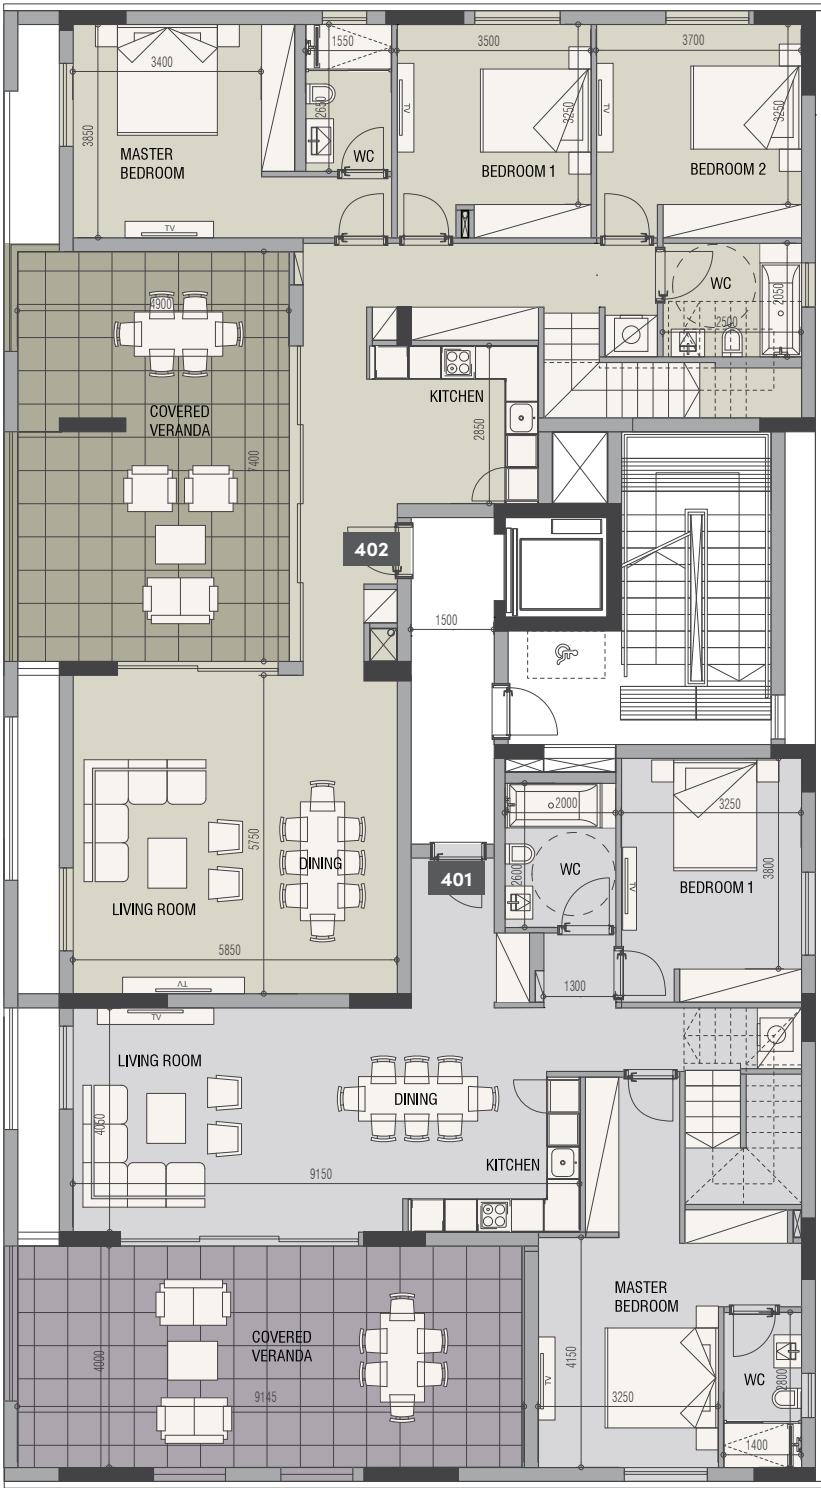 1550
3500
3700
3400
3850
2650
3250
3250
TV
TV
MASTER
BEDROOM
WC
BEDROOM 1
BEDROOM 2
TV
WC
2050
2500
4900
KITCHEN
2850
COVERED
VERANDA
7400
402
1500
5750
DINING
LIVING ROOM
5850
TV
2000
3250
WC
2600
401
TV
BEDROOM 1
3800
1300
TV
LIVING ROOM
4050
DINING
KITCHEN
9150
MASTER
BEDROOM
COVERED
VERANDA
4000
9145
4150
TV
3250
WC
2800
1400